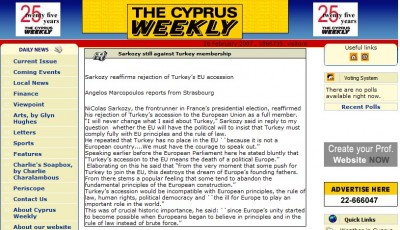 25
twenty five
years
THE CYPRUS
WEEKLY
THE CYPRUS
WEEKLY
25
twenty five
years
THE CYPRUS
WEEKLY
DAILY NEWS
Current Issue
Coming Events
Local News
Finance
Viewpoint
Arts, by Glyn
Hughes
Letters
Sports
Features
Charlie's Soapbox,
by Charlie
Charalambous
Periscope
Contact Us
About Cyprus
Weekly
About our website
Sarkozy still against Turkey membership
Sarkozy reaffirms rejection of Turkey's EU accession
Angelos Marcopoulos reports from Strasbourg
NiCOlas Sarkozy, the frontrunner in France's presidential election, reaffirmed
his rejection of Turkey's accession to the European Union as a full member.
"I will never change what I said about Turkey," Sarkozy said in reply to my
question whether the EU will have the political will to insist that Turkey must
comply fully with EU principles and the rule of law.
He repeated that Turkey has no place in the EU ``because it is not a
European country...We must have the courage to speak out."
Speaking earlier before the European Parliament here he stated bluntly that
"Turkey's accession to the EU means the death of a political Europe."
Elaborating on this he said that "from the very moment that some push for
Turkey to join the EU, this destroys the dream of Europe's founding fathers.
From there stems a popular feeling that some tend to abandon the
fundamental principles of the European construction."
Turkey's accession would be incompatible with European principles, the rule of
law, human rights, political democracy and ``the ill for Europe to play an
important role in the world."
This was of crucial historic importance, he said: ``since Europe's unity started
to become possible when Europeans began to believe in principles and in the
rule of law instead of brute force."
Useful links
Voting System
There are no polls
available right now.
Recent Polls
Create your Prof.
Website NOW
ADVERTISE HERE
22-666047
Quick Links
Weather in Cyprus